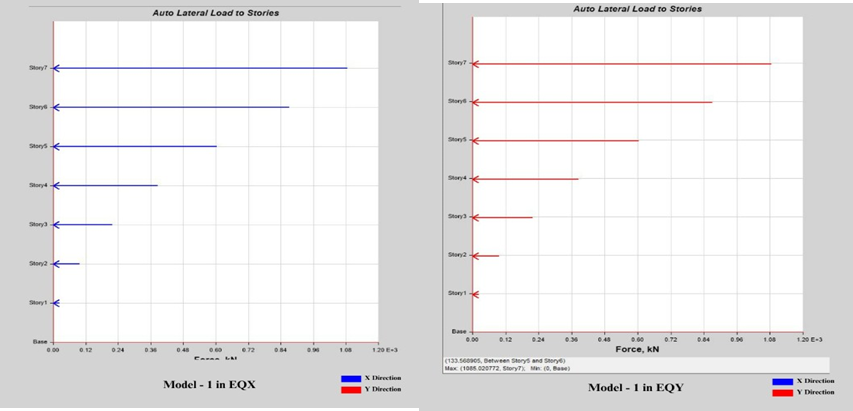 Auto Lateral Load to Stories
Story7
Story6
Story5
Story4
Story3
Story2
Story1
Base
0.00 0.12 0.24 0.36 0.48 0.60 0.72 0.84 0.96 1.08 1.20 E+3
Force, kN
Model - 1 in EQX
X Direction
Y Direction
Auto Lateral Load to Stories
Story7
Story6
Story5
Story4
Story3
Story2
Story1
Base
0.00 0.12 0.24 0.36 0.48 0.60 0.72 0.84 0.96 1.08 1.20 E+3
Force, kN
(133.568905, Between Story5 and Story6)
Max: (1085.020772, Story7); Min: (0, Base)
Model - 1 in EQY
X Direction
Y Direction